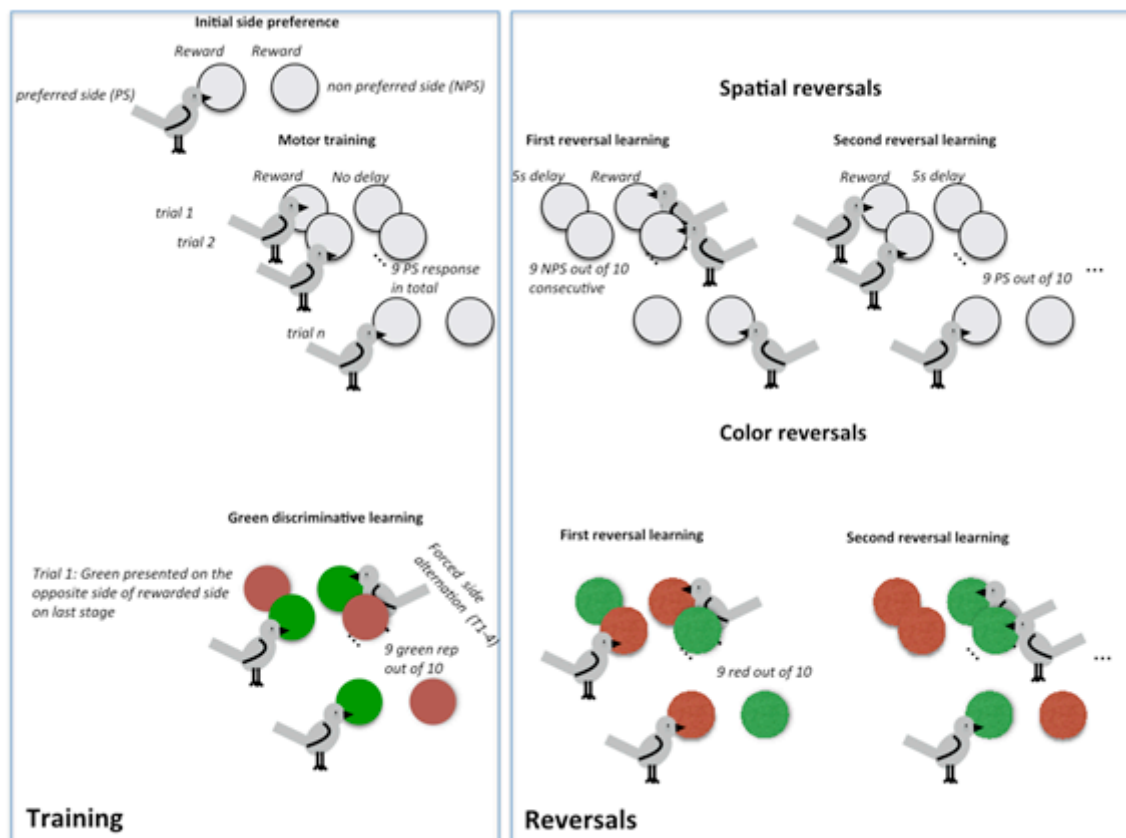 Initial side preference
Reward Reward
preferred side (PS)
non preferred side (NPS)
Motor training
Reward No delay
trial 1
trial 2
... 9 PS response
in total
trial n
Green discriminative learning
Trial 1: Green presented on the
opposite side of rewarded side
on last stage
Forced side
alternation (T1-4)
...
9 green rep
out of 10
Training
Spatial reversals
First reversal learning
5s delay Reward
...
9 NPS out of 10
consecutive
Second reversal learning
Reward 5s delay
...
9 PS out of 10
...
Color reversals
First reversal learning
...
9 red out of 10
Second reversal learning
...
...
Reversals